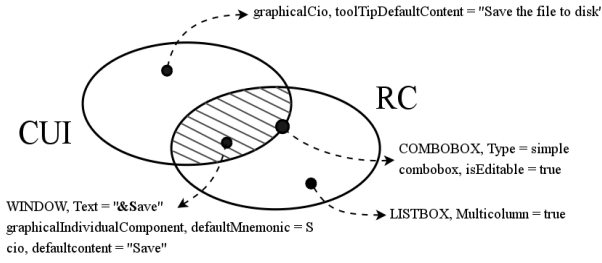 graphicalCio, toolTipDefaultContent = "Save the file to disk"
CUI
RC
COMBOBOX, Type = simple
combobox, isEditable = true
WINDOW, Text = "&Save"
graphicalIndividualComponent, defaultMnemonic = S
cio, defaultcontent = "Save"
LISTBOX, Multicolumn = true